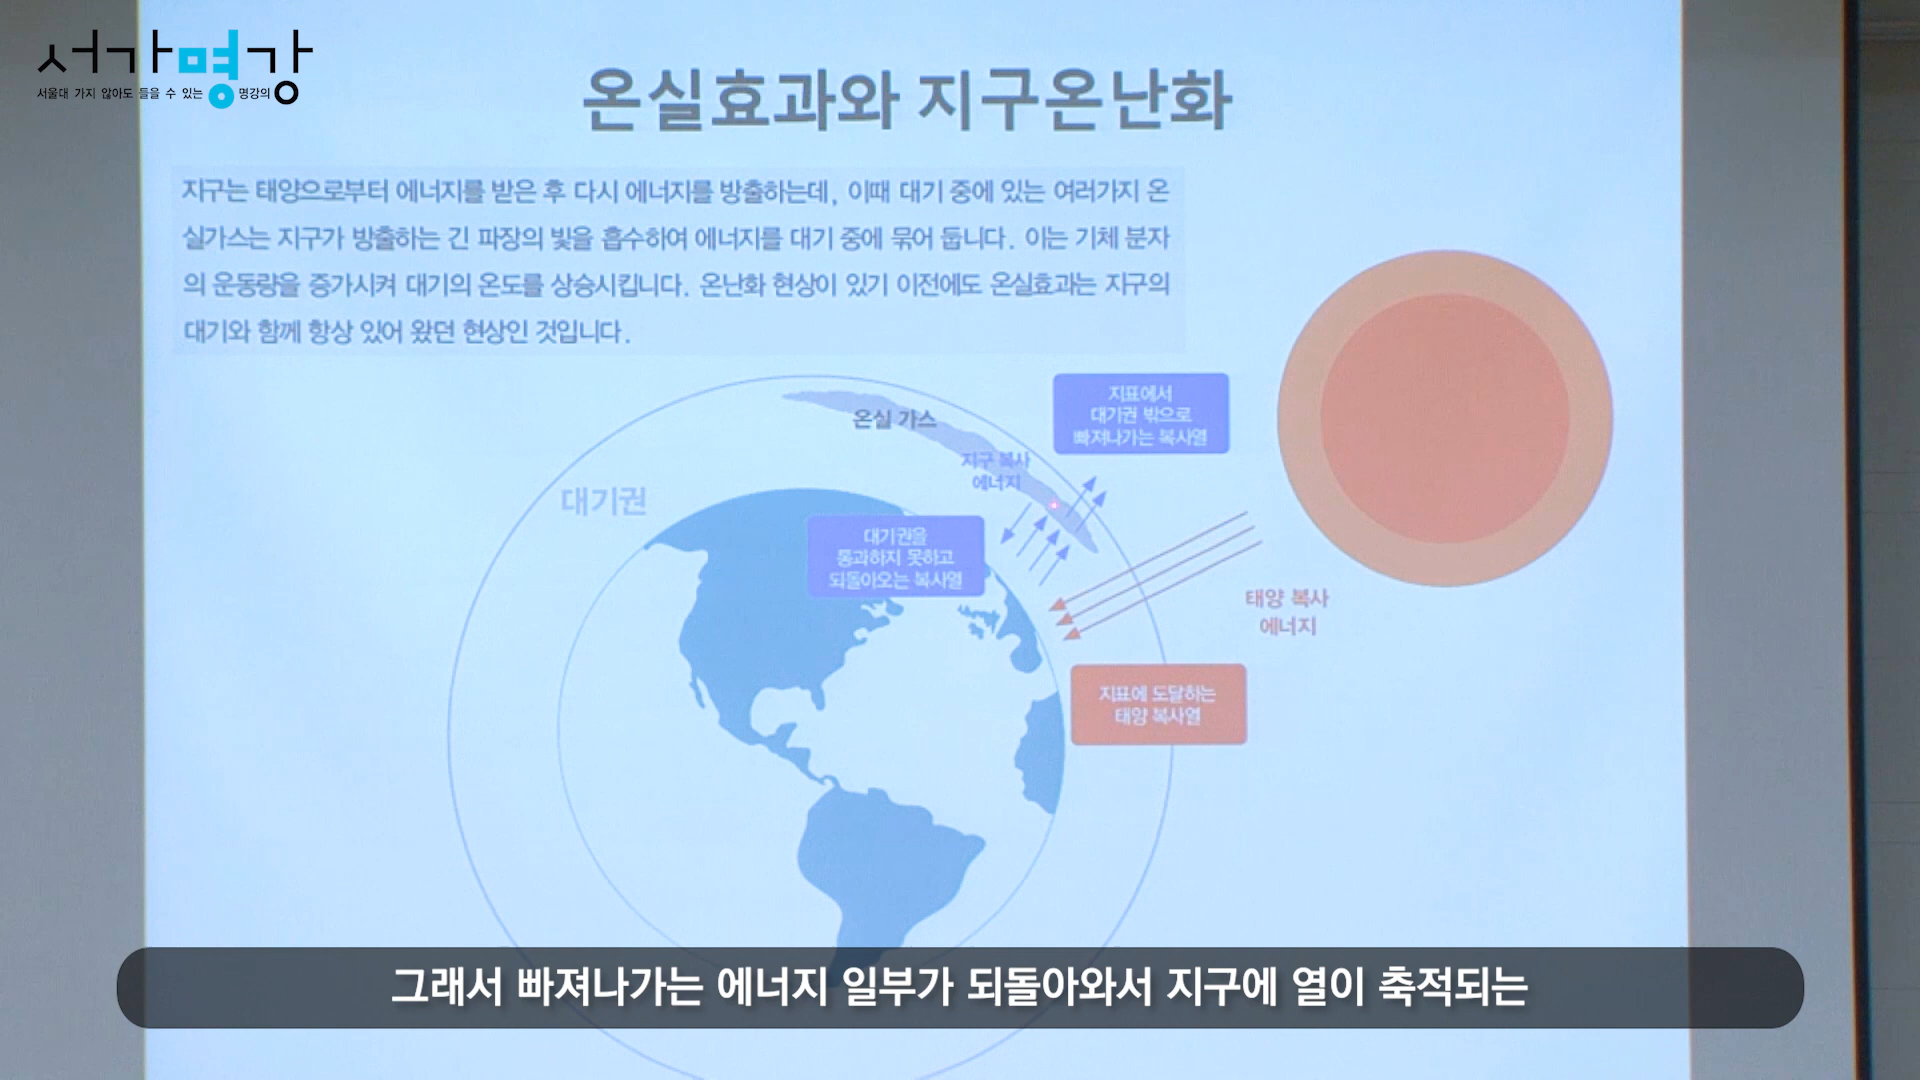 서가명강
서울대 가지 않아도 들을 수 있는 명강의
온실효과와 지구온난화
지구는 태양으로부터 에너지를 받은 후 다시 에너지를 방출하는데, 이때 대기 중에 있는 여러가지 온
실가스는 지구가 방출하는 긴 파장의 빛을 흡수하여 에너지를 대기 중에 묶어 둡니다. 이는 기체 분자
의 운동량을 증가시켜 대기의 온도를 상승시킵니다. 온난화 현상이 있기 이전에도 온실효과는 지구의
대기와 함께 항상 있어 왔던 현상인 것입니다.
지표에서
대기권 밖으로
빠져나가는 복사열
온실 가스
지구 복사
에너지
대기권
대기권을
통과하지 못하고
되돌아오는 복사열
태양 복사
에너지
지표에 도달하는
태양 복사열
그래서 빠져나가는 에너지 일부가 되돌아와서 지구에 열이 축적되는